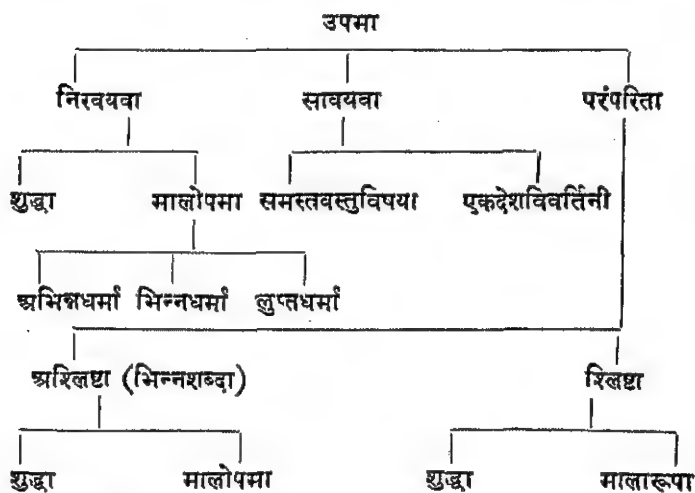 उपमा
निरवयवा सावयवा परंपरिता
शुद्धा मालोपमा समस्तवस्तुविषया एकदेशविवर्तिनी
अभिन्नधर्मा भिन्नधर्मा लुप्तधर्मा
अश्लिष्टा (भिन्नशब्दा) श्लिष्टा
शुद्धा मालोपमा शुद्धा मालारूपा